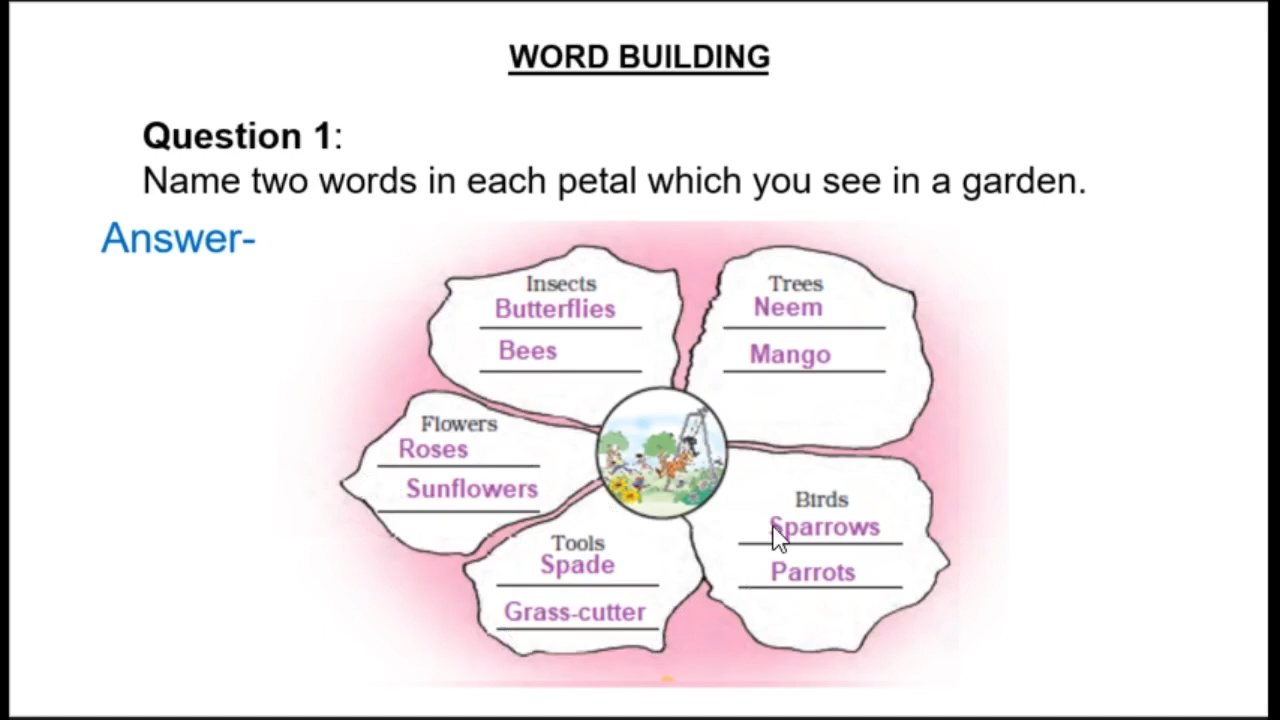 WORD BUILDING
Question 1:
Name two words in each petal which you see in a garden.
Answer-
Insects
Butterflies
Bees
Trees
Neem
Mango
Flowers
Roses
Sunflowers
Birds
Sparrows
Parrots
Tools
Spade
Grass-cutter